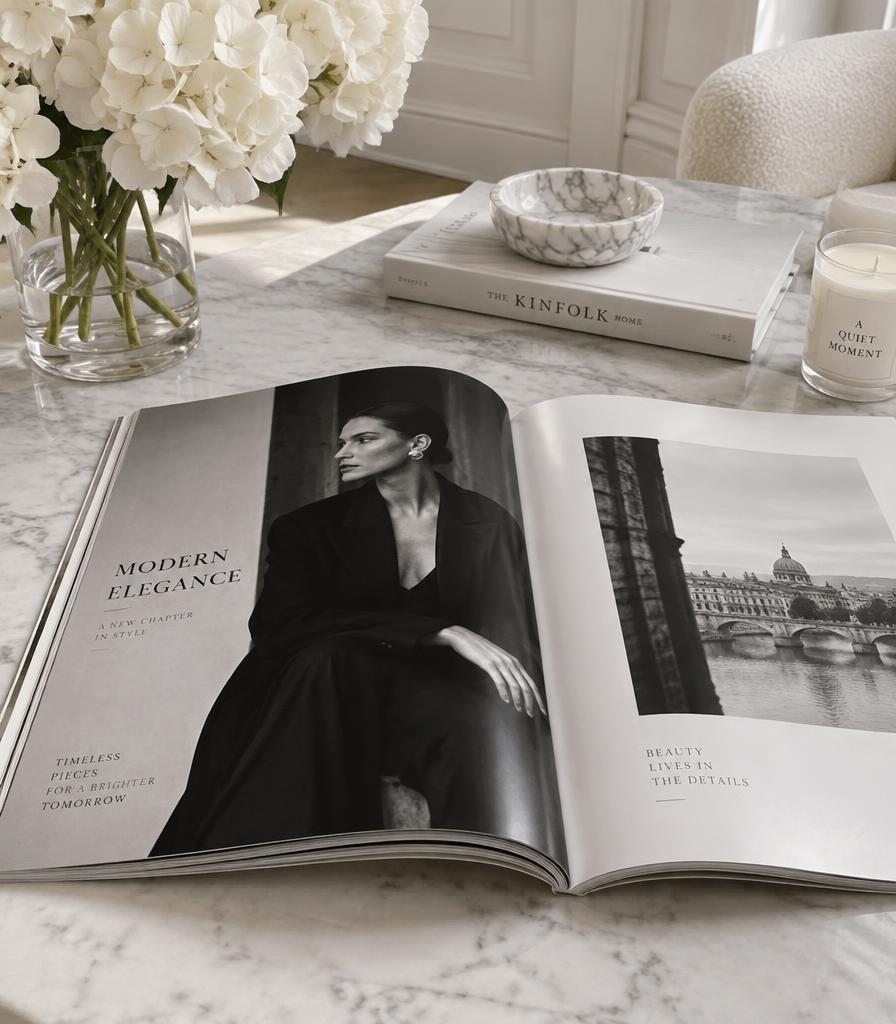 THE KINFOLK HOME
A
QUIET
MOMENT
MODERN
ELEGANCE
A NEW CHAPTER
IN STYLE
TIMELESS
PIECES
FOR A BRIGHTER
TOMORROW
BEAUTY
LIVES IN
THE DETAILS